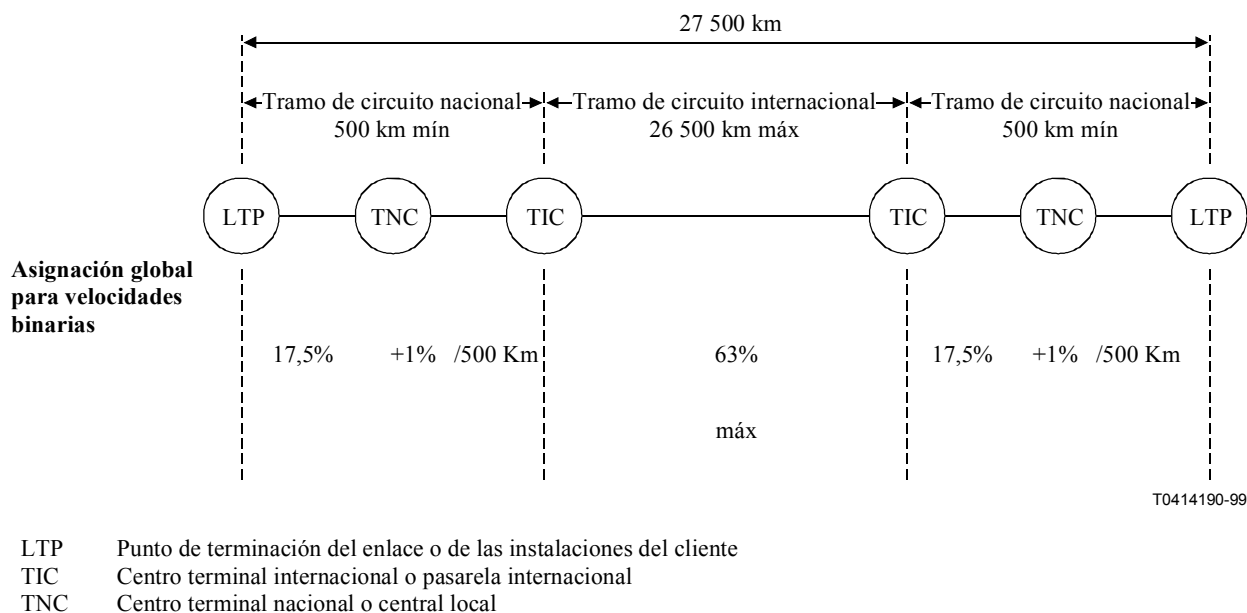 27 500 km
Tramo de circuito nacional
500 km mín
Tramo de circuito internacional
26 500 km máx
Tramo de circuito nacional
500 km mín
LTP TNC TIC TIC TNC LTP
Asignación global
para velocidades
binarias
17,5% +1% /500 Km 63% 17,5% +1% /500 Km
máx
T0414190-99
LTP Punto de terminación del enlace o de las instalaciones del cliente
TIC Centro terminal internacional o pasarela internacional
TNC Centro terminal nacional o central local